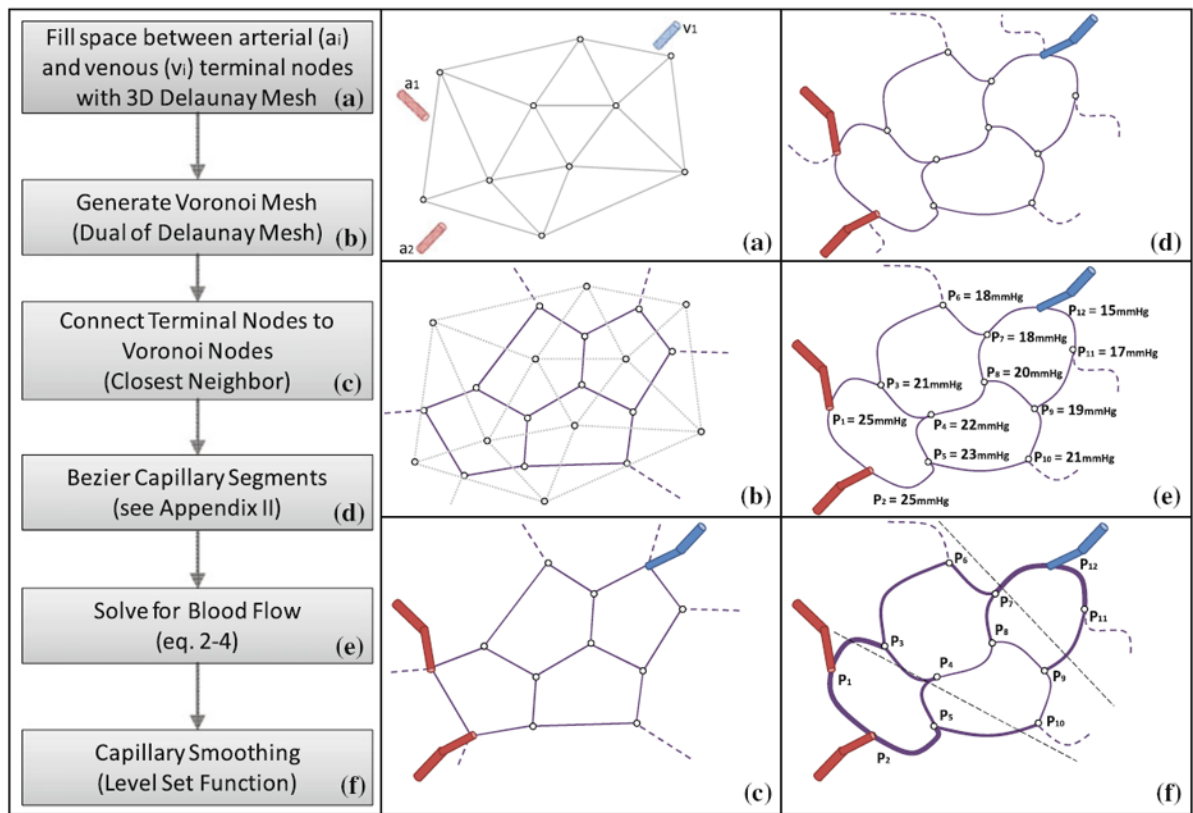 Fill space between arterial (ai)
and venous (vi) terminal nodes
with 3D Delaunay Mesh (a)
Generate Voronoi Mesh
(Dual of Delaunay Mesh) (b)
Connect Terminal Nodes to
Voronoi Nodes
(Closest Neighbor) (c)
Bezier Capillary Segments
(see Appendix II) (d)
Solve for Blood Flow
(eq. 2-4) (e)
Capillary Smoothing
(Level Set Function) (f)
v1
a1
a2
(a)
(b)
(c)
(d)
P6 = 18mmHg
P12 = 15mmHg
P7 = 18mmHg
P11 = 17mmHg
P8 = 20mmHg
P3 = 21mmHg
P9 = 19mmHg
P1 = 25mmHg
P4 = 22mmHg
P5 = 23mmHg
P10 = 21mmHg
P2 = 25mmHg
(e)
P6
P12
P7
P11
P8
P3
P4
P9
P1
P5
P10
P2
(f)